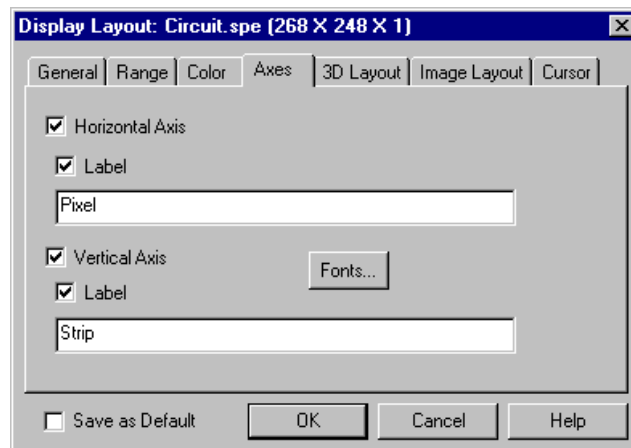 Display Layout: Circuit.spe (268 X 248 X 1)
General Range Color Axes 3D Layout Image Layout Cursor
Horizontal Axis
Label
Pixel
Vertical Axis
Fonts...
Label
Strip
Save as Default OK Cancel Help